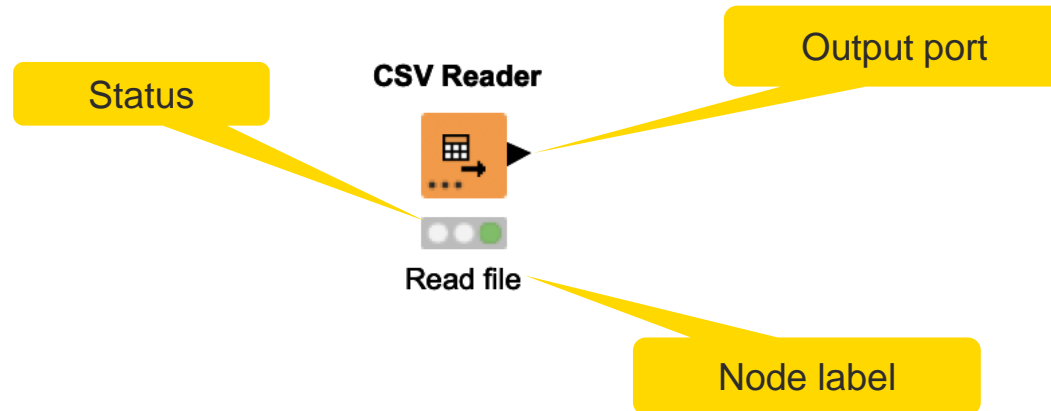 Output port
CSV Reader
Status
Read file
Node label